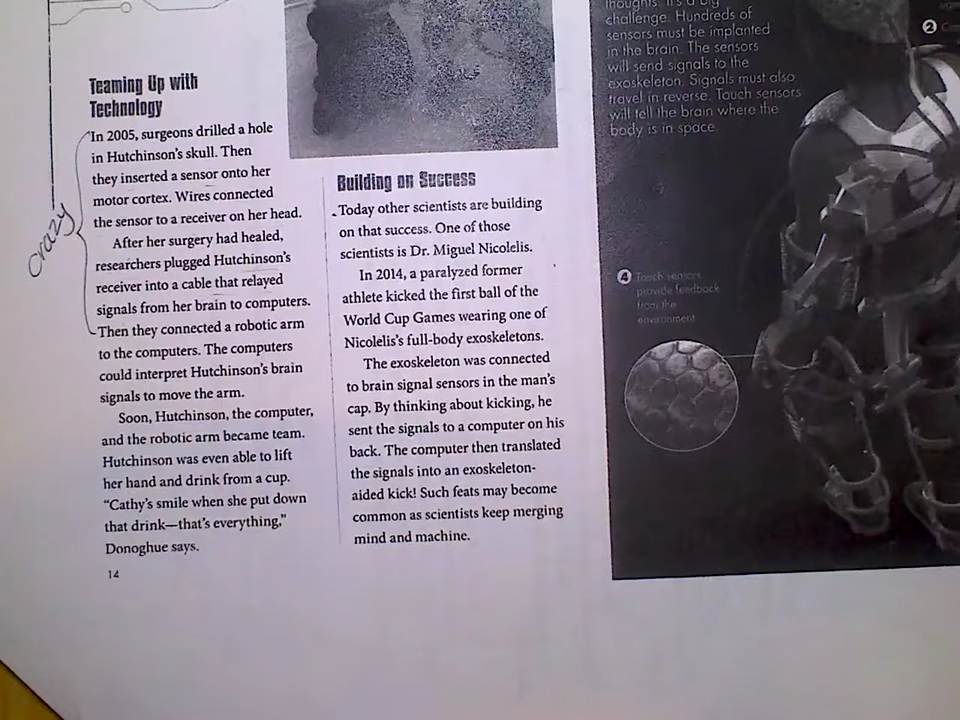 Teaming Up with
Technology
In 2005, surgeons drilled a hole
in Hutchinson's skull. Then
they inserted a sensor onto her
motor cortex. Wires connected
the sensor to a receiver on her head.
After her surgery had healed,
researchers plugged Hutchinson's
receiver into a cable that relayed
signals from her brain to computers.
Then they connected a robotic arm
to the computers. The computers
could interpret Hutchinson's brain
signals to move the arm.
Soon, Hutchinson, the computer,
and the robotic arm became team.
Hutchinson was even able to lift
her hand and drink from a cup.
"Cathy's smile when she put down
that drink—that's everything,"
Donoghue says.
14
crazy
Building on Success
Today other scientists are building
on that success. One of those
scientists is Dr. Miguel Nicolelis.
In 2014, a paralyzed former
athlete kicked the first ball of the
World Cup Games wearing one of
Nicolelis's full-body exoskeletons.
The exoskeleton was connected
to brain signal sensors in the man's
cap. By thinking about kicking, he
sent the signals to a computer on his
back. The computer then translated
the signals into an exoskeleton-
aided kick! Such feats may become
common as scientists keep merging
mind and machine.
thoughts. It's a big
challenge. Hundreds of
sensors must be implanted
in the brain. The sensors
will send signals to the
exoskeleton. Signals must also
travel in reverse. Touch sensors
will tell the brain where the
body is in space.
2
4 Touch sensors
provide feedback
from the
environment